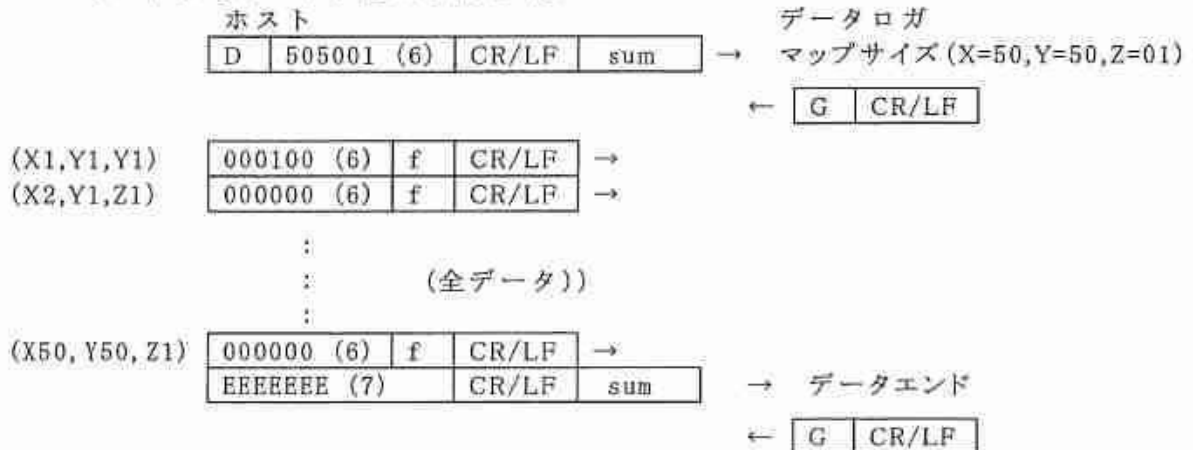 ホスト データロガ
D 505001 (6) CR/LF sum → マップサイズ(X=50,Y=50,Z=01)
← G CR/LF
(X1,Y1,Y1) 000100 (6) f CR/LF →
(X2,Y1,Z1) 000000 (6) f CR/LF →
:
: (全データ))
:
(X50,Y50,Z1) 000000 (6) f CR/LF →
EEEEEEE (7) CR/LF sum → データエンド
← G CR/LF